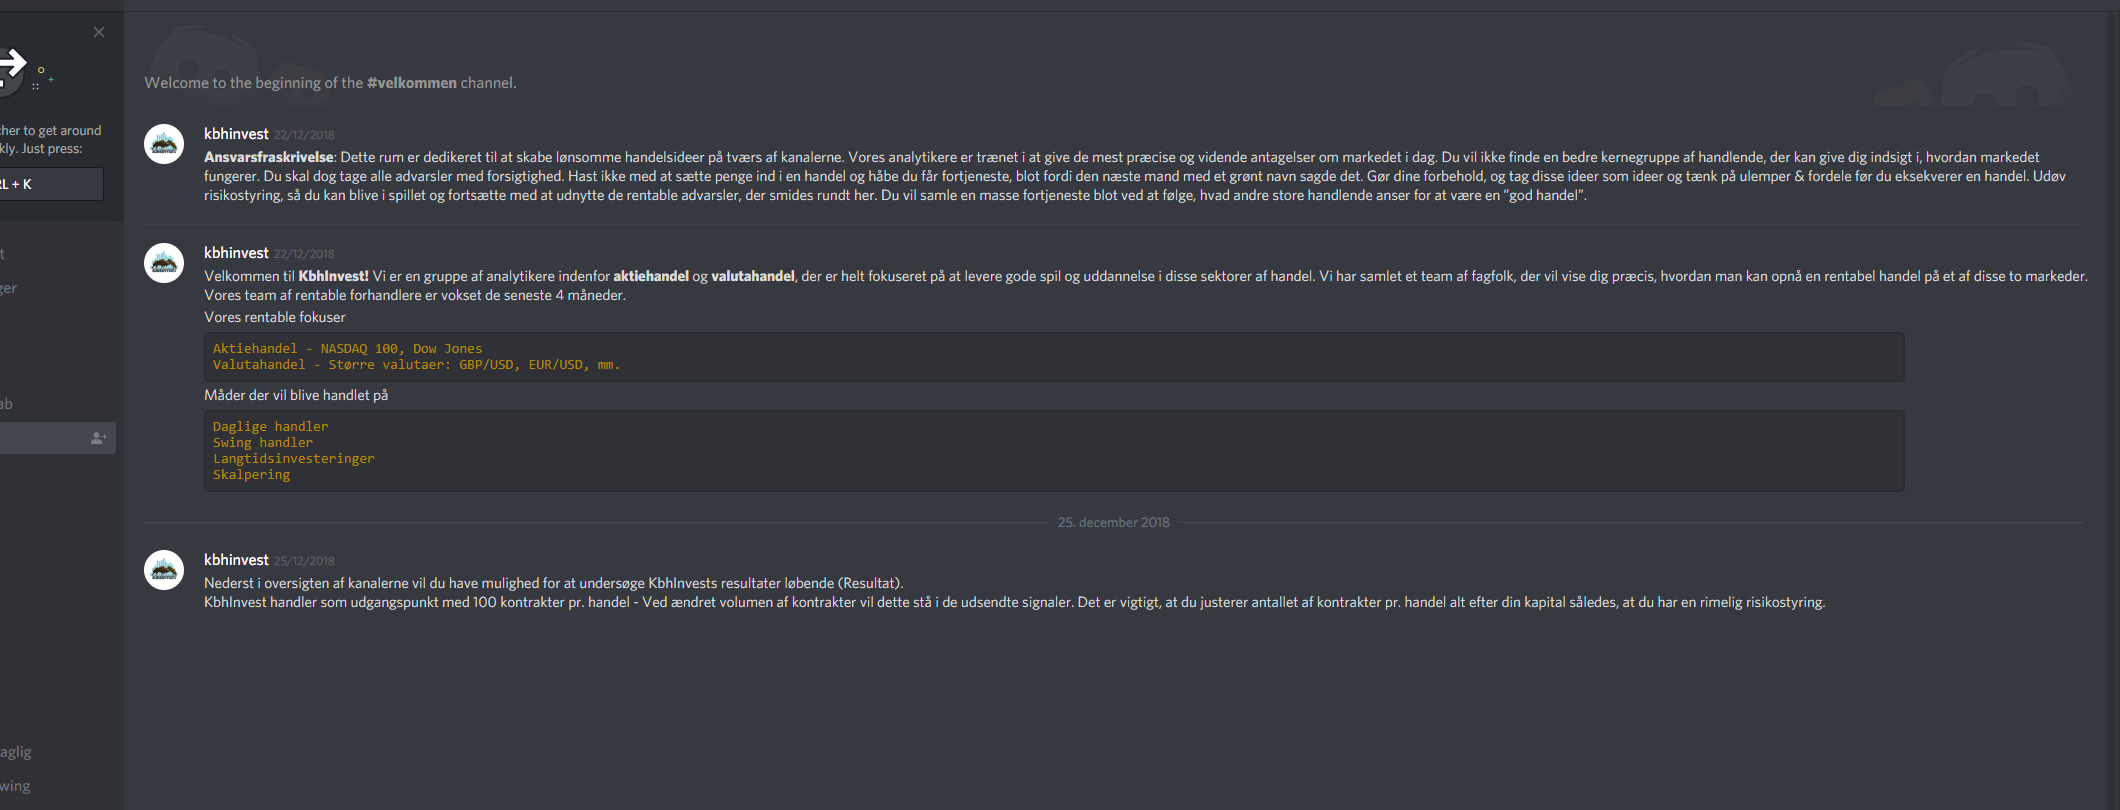 Welcome to the beginning of the #velkommen channel.
cher to get around
kly. Just press:
RL + K
t
ger
ab
aglig
wing
kbhinvest 22/12/2018
Ansvarsfraskrivelse: Dette rum er dedikeret til at skabe lønsomme handelsideer på tværs af kanalerne. Vores analytikere er trænet i at give de mest præcise og vidende antagelser om markedet i dag. Du vil ikke finde en bedre kernegruppe af handlende, der kan give dig indsigt i, hvordan markedet
fungerer. Du skal dog tage alle advarsler med forsigtighed. Hast ikke med at sætte penge ind i en handel og håbe du får fortjeneste, blot fordi den næste mand med et grønt navn sagde det. Gør dine forbehold, og tag disse ideer som ideer og tænk på ulemper & fordele før du eksekverer en handel. Udøv
risikostyring, så du kan blive i spillet og fortsætte med at udnytte de rentable advarsler, der smides rundt her. Du vil samle en masse fortjeneste blot ved at følge, hvad andre store handlende anser for at være en "god handel".
kbhinvest 22/12/2018
Velkommen til KbhInvest! Vi er en gruppe af analytikere indenfor aktiehandel og valutahandel, der er helt fokuseret på at levere gode spil og uddannelse i disse sektorer af handel. Vi har samlet et team af fagfolk, der vil vise dig præcis, hvordan man kan opnå en rentabel handel på et af disse to markeder.
Vores team af rentable forhandlere er vokset de seneste 4 måneder.
Vores rentable fokuser
Aktiehandel - NASDAQ 100, Dow Jones
Valutahandel - Større valutaer: GBP/USD, EUR/USD, mm.
Måder der vil blive handlet på
Daglige handler
Swing handler
Langtidsinvesteringer
Skalpering
25. december 2018
kbhinvest 25/12/2018
Nederst i oversigten af kanalerne vil du have mulighed for at undersøge KbhInvests resultater løbende (Resultat).
KbhInvest handler som udgangspunkt med 100 kontrakter pr. handel - Ved ændret volumen af kontrakter vil dette stå i de udsendte signaler. Det er vigtigt, at du justerer antallet af kontrakter pr. handel alt efter din kapital således, at du har en rimelig risikostyring.